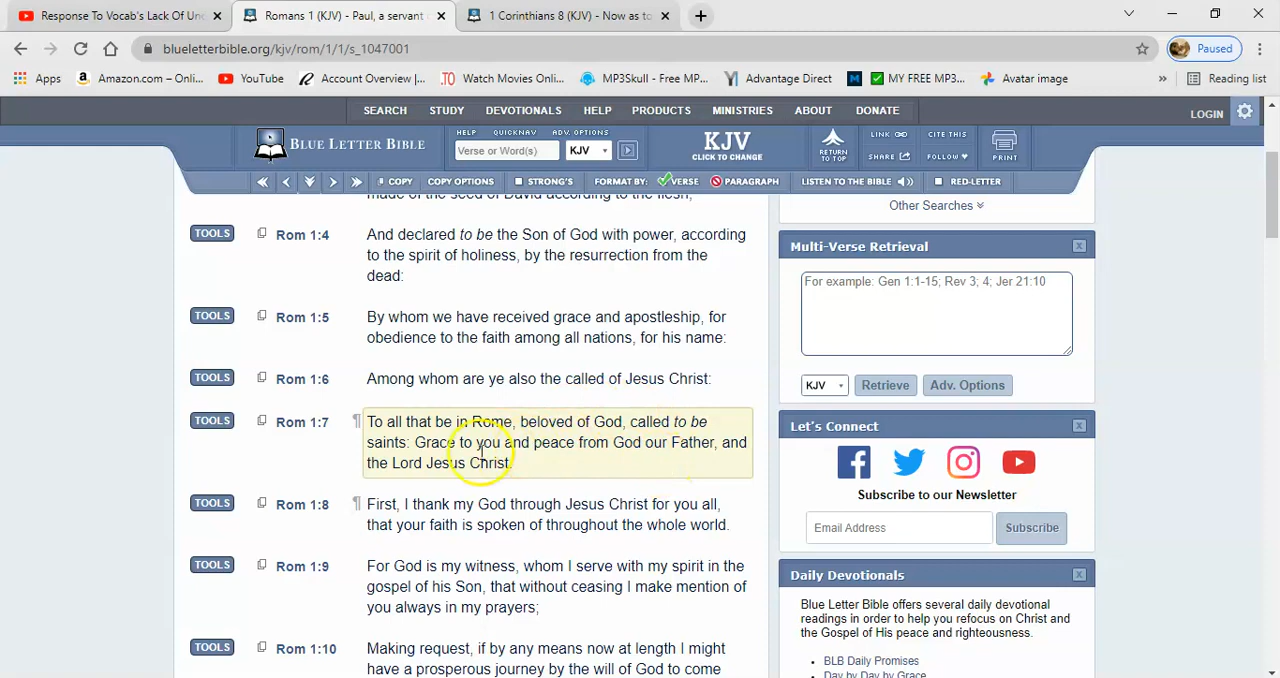 Response To Vocab's Lack Of Un
Romans 1 (KJV) - Paul, a servant
1 Corinthians 8 (KJV) - Now as to
blueletterbible.org/kjv/rom/1/1/s_1047001
Paused
Apps
Amazon.com – Onli...
YouTube
Account Overview |...
Watch Movies Onli...
MP3Skull - Free MP...
Advantage Direct
MY FREE MP3...
Avatar image
»
Reading list
SEARCH STUDY DEVOTIONALS HELP PRODUCTS MINISTRIES ABOUT DONATE
LOGIN
BLUE LETTER BIBLE
HELP QUICKNAV ADV. OPTIONS
Verse or Word(s)
KJV
KJV
CLICK TO CHANGE
RETURN
TO TOP
LINK
CITE THIS
SHARE
FOLLOW
PRINT
COPY COPY OPTIONS STRONG'S FORMAT BY: VERSE PARAGRAPH LISTEN TO THE BIBLE RED-LETTER
made of the seed of David according to the flesh;
TOOLS Rom 1:4 And declared to be the Son of God with power, according
to the spirit of holiness, by the resurrection from the
dead:
TOOLS Rom 1:5 By whom we have received grace and apostleship, for
obedience to the faith among all nations, for his name:
TOOLS Rom 1:6 Among whom are ye also the called of Jesus Christ:
TOOLS Rom 1:7 ¶ To all that be in Rome, beloved of God, called to be
saints: Grace to you and peace from God our Father, and
the Lord Jesus Christ.
TOOLS Rom 1:8 ¶ First, I thank my God through Jesus Christ for you all,
that your faith is spoken of throughout the whole world.
TOOLS Rom 1:9 For God is my witness, whom I serve with my spirit in the
gospel of his Son, that without ceasing I make mention of
you always in my prayers;
TOOLS Rom 1:10 Making request, if by any means now at length I might
have a prosperous journey by the will of God to come
Other Searches
Multi-Verse Retrieval
For example: Gen 1:1-15; Rev 3; 4; Jer 21:10
KJV
Retrieve
Adv. Options
Let's Connect
Subscribe to our Newsletter
Email Address
Subscribe
Daily Devotionals
Blue Letter Bible offers several daily devotional
readings in order to help you refocus on Christ and
the Gospel of His peace and righteousness.
BLB Daily Promises
Day by Day by Grace